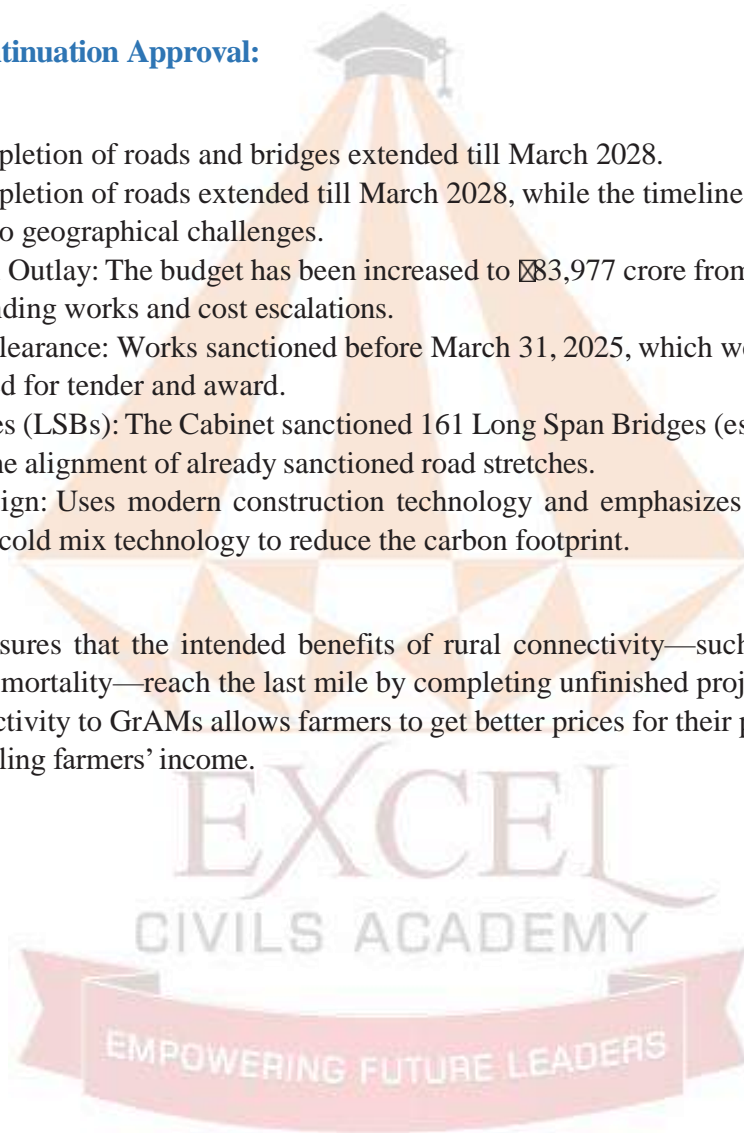 tinuation Approval:
pletion of roads and bridges extended till March 2028.
pletion of roads extended till March 2028, while the timeline
o geographical challenges.
Outlay: The budget has been increased to 83,977 crore from
nding works and cost escalations.
learance: Works sanctioned before March 31, 2025, which w
d for tender and award.
es (LSBs): The Cabinet sanctioned 161 Long Span Bridges (es
ne alignment of already sanctioned road stretches.
ign: Uses modern construction technology and emphasizes
cold mix technology to reduce the carbon footprint.
sures that the intended benefits of rural connectivity—such
mortality—reach the last mile by completing unfinished proj
ctivity to GrAMs allows farmers to get better prices for their p
ling farmers’ income.
EXCEL
CIVILS ACADEMY
EMPOWERING FUTURE LEADERS